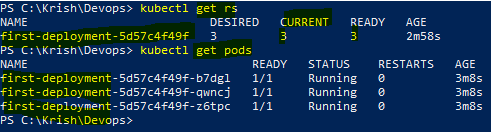 PS C:\Krish\Devops> kubectl get rs
NAME DESIRED CURRENT READY AGE
first-deployment-5d57c4f49f 3 3 3 2m58s
PS C:\Krish\Devops> kubectl get pods
NAME READY STATUS RESTARTS AGE
first-deployment-5d57c4f49f-b7dgl 1/1 Running 0 3m8s
first-deployment-5d57c4f49f-qwncj 1/1 Running 0 3m8s
first-deployment-5d57c4f49f-z6tpc 1/1 Running 0 3m8s
PS C:\Krish\Devops>